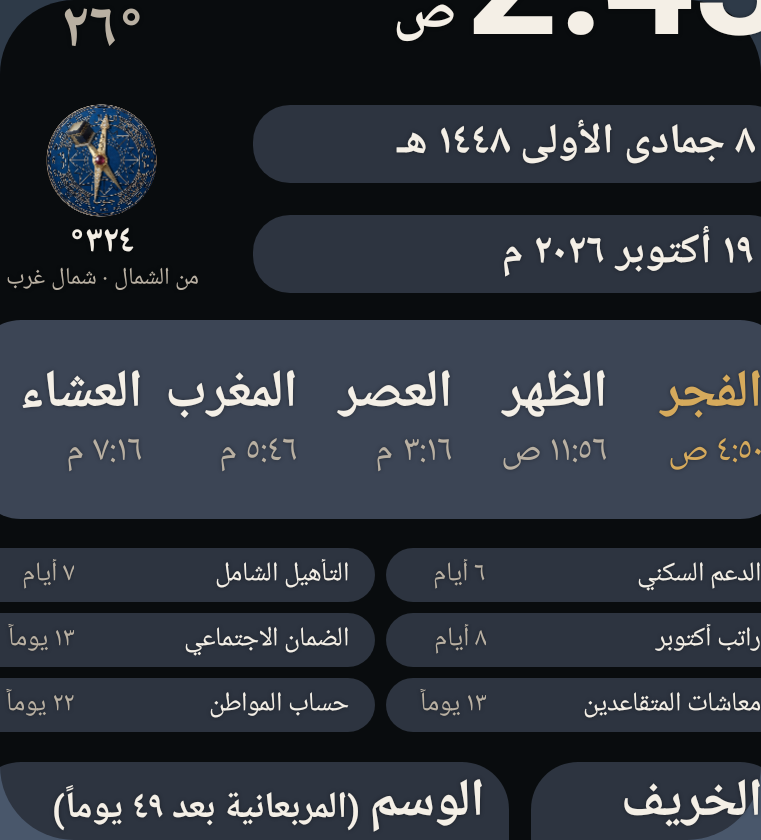 ص
٢٦°
٨ جمادى الأولى ١٤٤٨ هـ
١٩ أكتوبر ٢٠٢٦ م
٣٢٤°
من الشمال · شمال غرب
الفجر الظهر العصر المغرب العشاء
٤:٥٠ ص ١١:٥٦ ص ٣:١٦ م ٥:٤٦ م ٧:١٦ م
الدعم السكني ٦ أيام التأهيل الشامل ٧ أيام
راتب أكتوبر ٨ أيام الضمان الاجتماعي ١٣ يوماً
معاشات المتقاعدين ١٣ يوماً حساب المواطن ٢٢ يوماً
الخريف الوسم (المربعانية بعد ٤٩ يوماً)